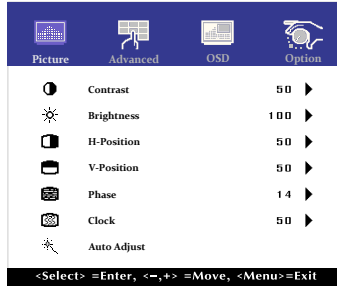 Picture Advanced OSD Option
Contrast 50
Brightness 100
H-Position 50
V-Position 50
Phase 14
Clock 50
Auto Adjust
<Select> =Enter, <−,+> =Move, <Menu>=Exit